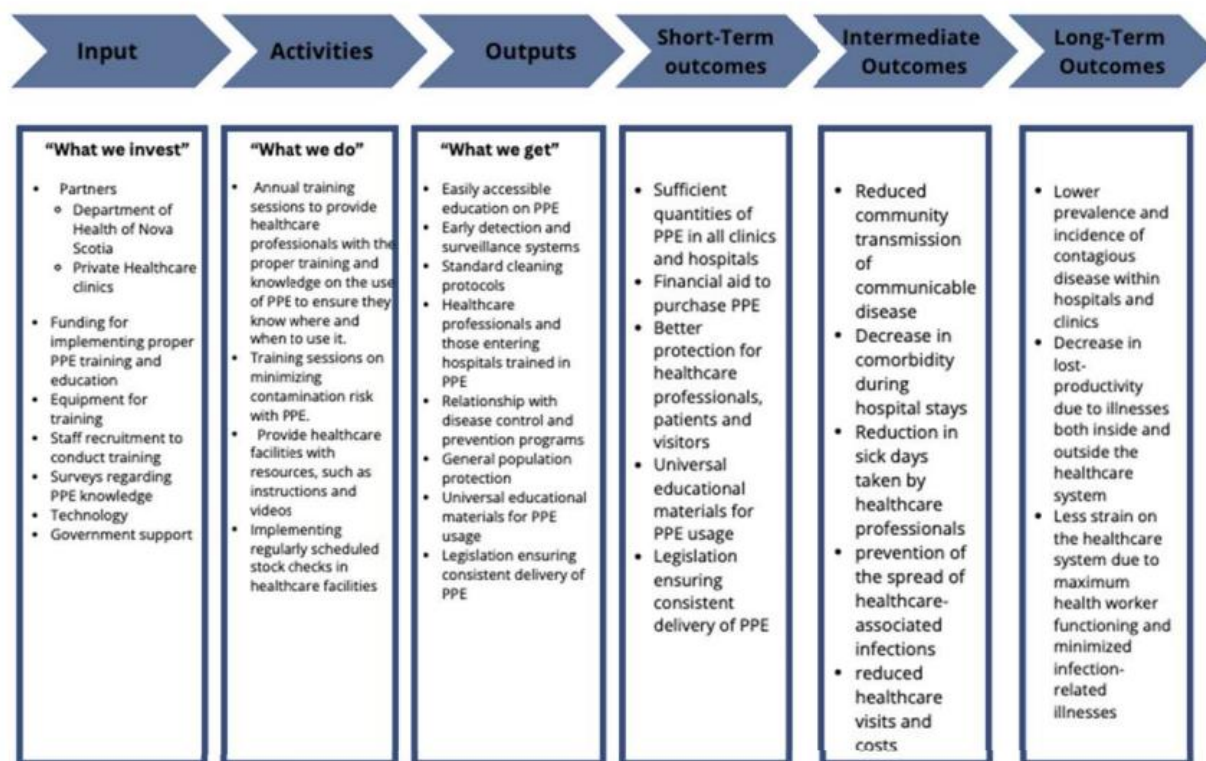 Input
Activities
Outputs
Short-Term
outcomes
Intermediate
Outcomes
Long-Term
Outcomes
“What we invest”
• Partners
◦ Department of
Health of Nova
Scotia
◦ Private Healthcare
clinics
• Funding for
implementing proper
PPE training and
education
• Equipment for
training
• Staff recruitment to
conduct training
• Surveys regarding
PPE knowledge
• Technology
• Government support
“What we do”
• Annual training
sessions to provide
healthcare
professionals with the
proper training and
knowledge on the use
of PPE to ensure they
know where and
when to use it.
• Training sessions on
minimizing
contamination risk
with PPE.
• Provide healthcare
facilities with
resources, such as
instructions and
videos
• Implementing
regularly scheduled
stock checks in
healthcare facilities
“What we get”
• Easily accessible
education on PPE
• Early detection and
surveillance systems
• Standard cleaning
protocols
• Healthcare
professionals and
those entering
hospitals trained in
PPE
• Relationship with
disease control and
prevention programs
• General population
protection
• Universal educational
materials for PPE
usage
• Legislation ensuring
consistent delivery of
PPE
• Sufficient
quantities of
PPE in all clinics
and hospitals
• Financial aid to
purchase PPE
• Better
protection for
healthcare
professionals,
patients and
visitors
• Universal
educational
materials for
PPE usage
• Legislation
ensuring
consistent
delivery of PPE
• Reduced
community
transmission
of
communicable
disease
• Decrease in
comorbidity
during
hospital stays
• Reduction in
sick days
taken by
healthcare
professionals
• prevention of
the spread of
healthcare-
associated
infections
• reduced
healthcare
visits and
costs
• Lower
prevalence and
incidence of
contagious
disease within
hospitals and
clinics
• Decrease in
lost-
productivity
due to illnesses
both inside and
outside the
healthcare
system
• Less strain on
the healthcare
system due to
maximum
health worker
functioning and
minimized
infection-
related
illnesses